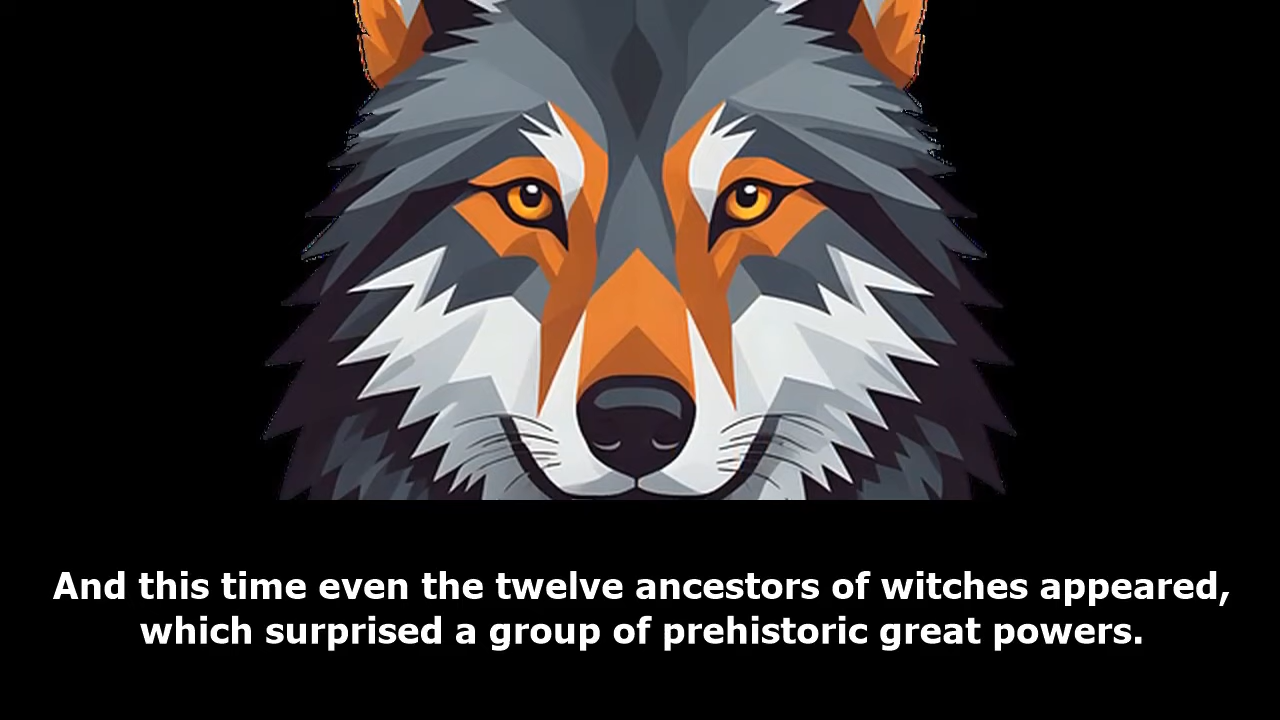 And this time even the twelve ancestors of witches appeared,
which surprised a group of prehistoric great powers.